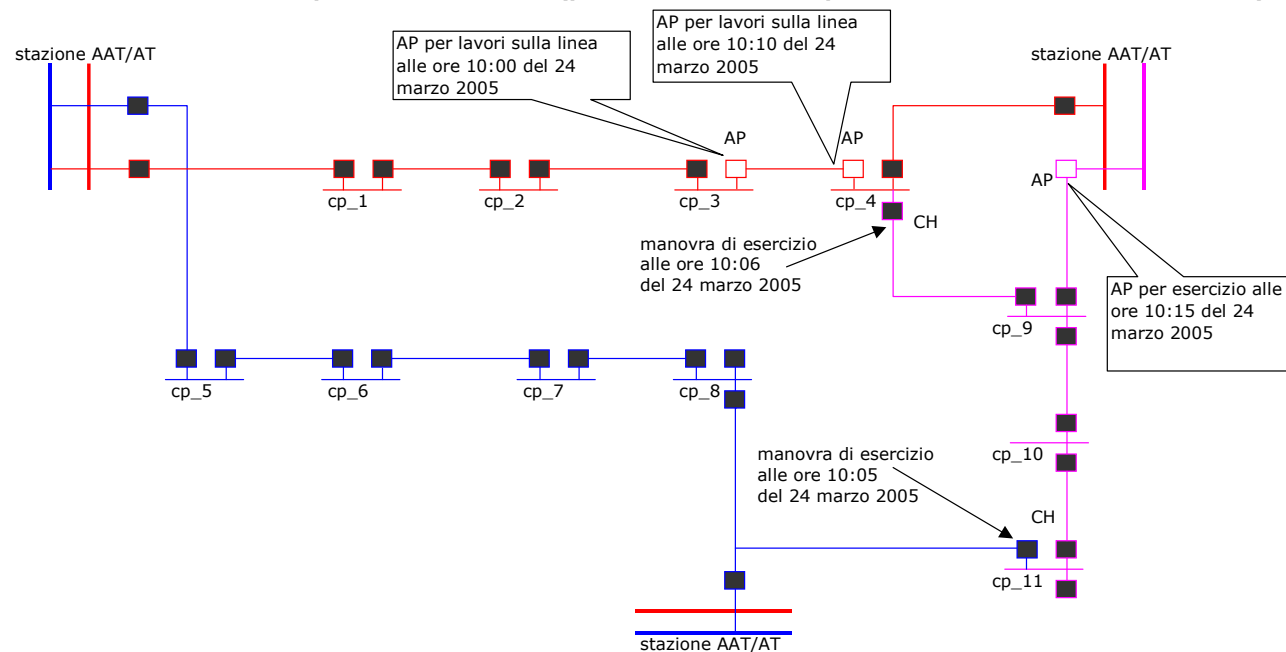 AP per lavori sulla linea
alle ore 10:00 del 24
marzo 2005
AP per lavori sulla linea
alle ore 10:10 del 24
marzo 2005
stazione AAT/AT
stazione AAT/AT
AP
AP
AP
cp_1
cp_2
cp_3
cp_4
CH
manovra di esercizio
alle ore 10:06
del 24 marzo 2005
AP per esercizio alle
ore 10:15 del 24
marzo 2005
cp_9
cp_5
cp_6
cp_7
cp_8
manovra di esercizio
alle ore 10:05
del 24 marzo 2005
cp_10
CH
cp_11
stazione AAT/AT